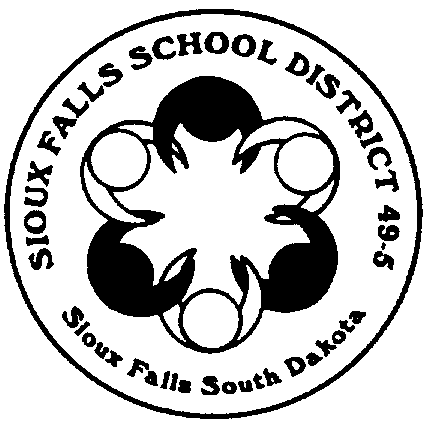 SIOUX FALLS SCHOOL DISTRICT 49-5
Sioux Falls South Dakota